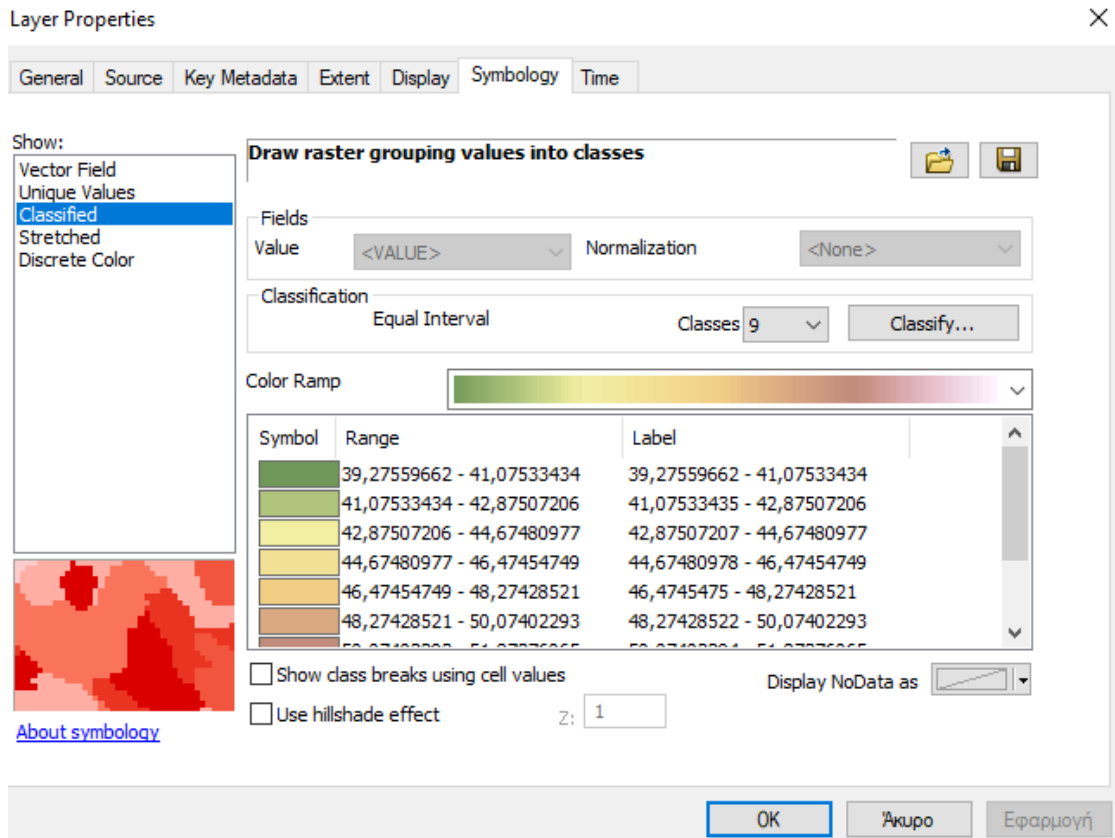 Layer Properties
General Source Key Metadata Extent Display Symbology Time
Show:
Vector Field
Unique Values
Classified
Stretched
Discrete Color
Draw raster grouping values into classes
Fields
Value <VALUE> Normalization <None>
Classification
Equal Interval Classes 9 Classify...
Color Ramp
Symbol Range Label
39,27559662 - 41,07533434 39,27559662 - 41,07533434
41,07533434 - 42,87507206 41,07533435 - 42,87507206
42,87507206 - 44,67480977 42,87507207 - 44,67480977
44,67480977 - 46,47454749 44,67480978 - 46,47454749
46,47454749 - 48,27428521 46,4745475 - 48,27428521
48,27428521 - 50,07402293 48,27428522 - 50,07402293
Show class breaks using cell values Display NoData as
Use hillshade effect Z: 1
About symbology
OK Άκυρο Εφαρμογή